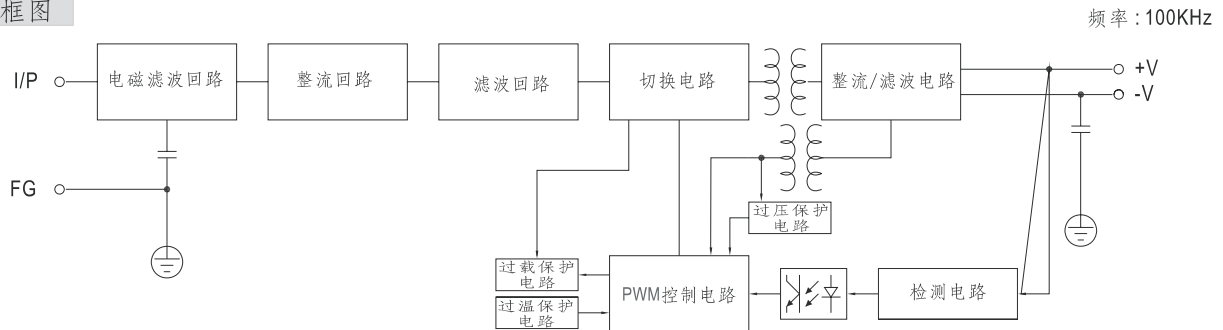 框图
频率 : 100KHz
I/P
电磁滤波回路
整流回路
滤波回路
切换电路
整流/滤波电路
+V
-V
FG
过压保护
电路
过载保护
电路
PWM控制电路
检测电路
过温保护
电路